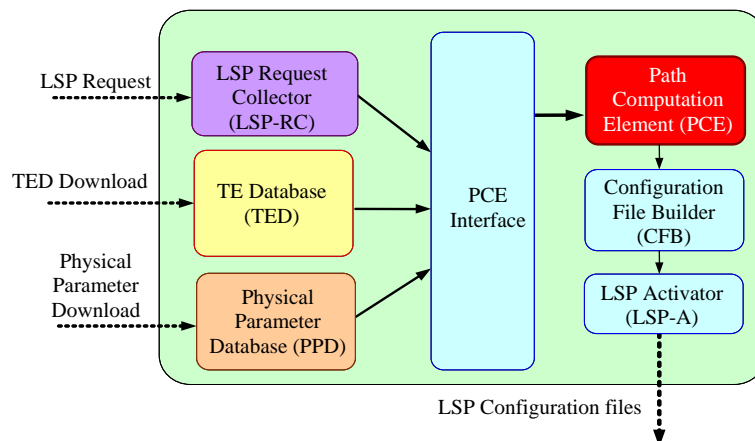 LSP Request
LSP Request
Collector
(LSP-RC)
TED Download
TE Database
(TED)
Physical
Parameter
Download
Physical
Parameter
Database (PPD)
PCE
Interface
Path
Computation
Element (PCE)
Configuration
File Builder
(CFB)
LSP Activator
(LSP-A)
LSP Configuration files